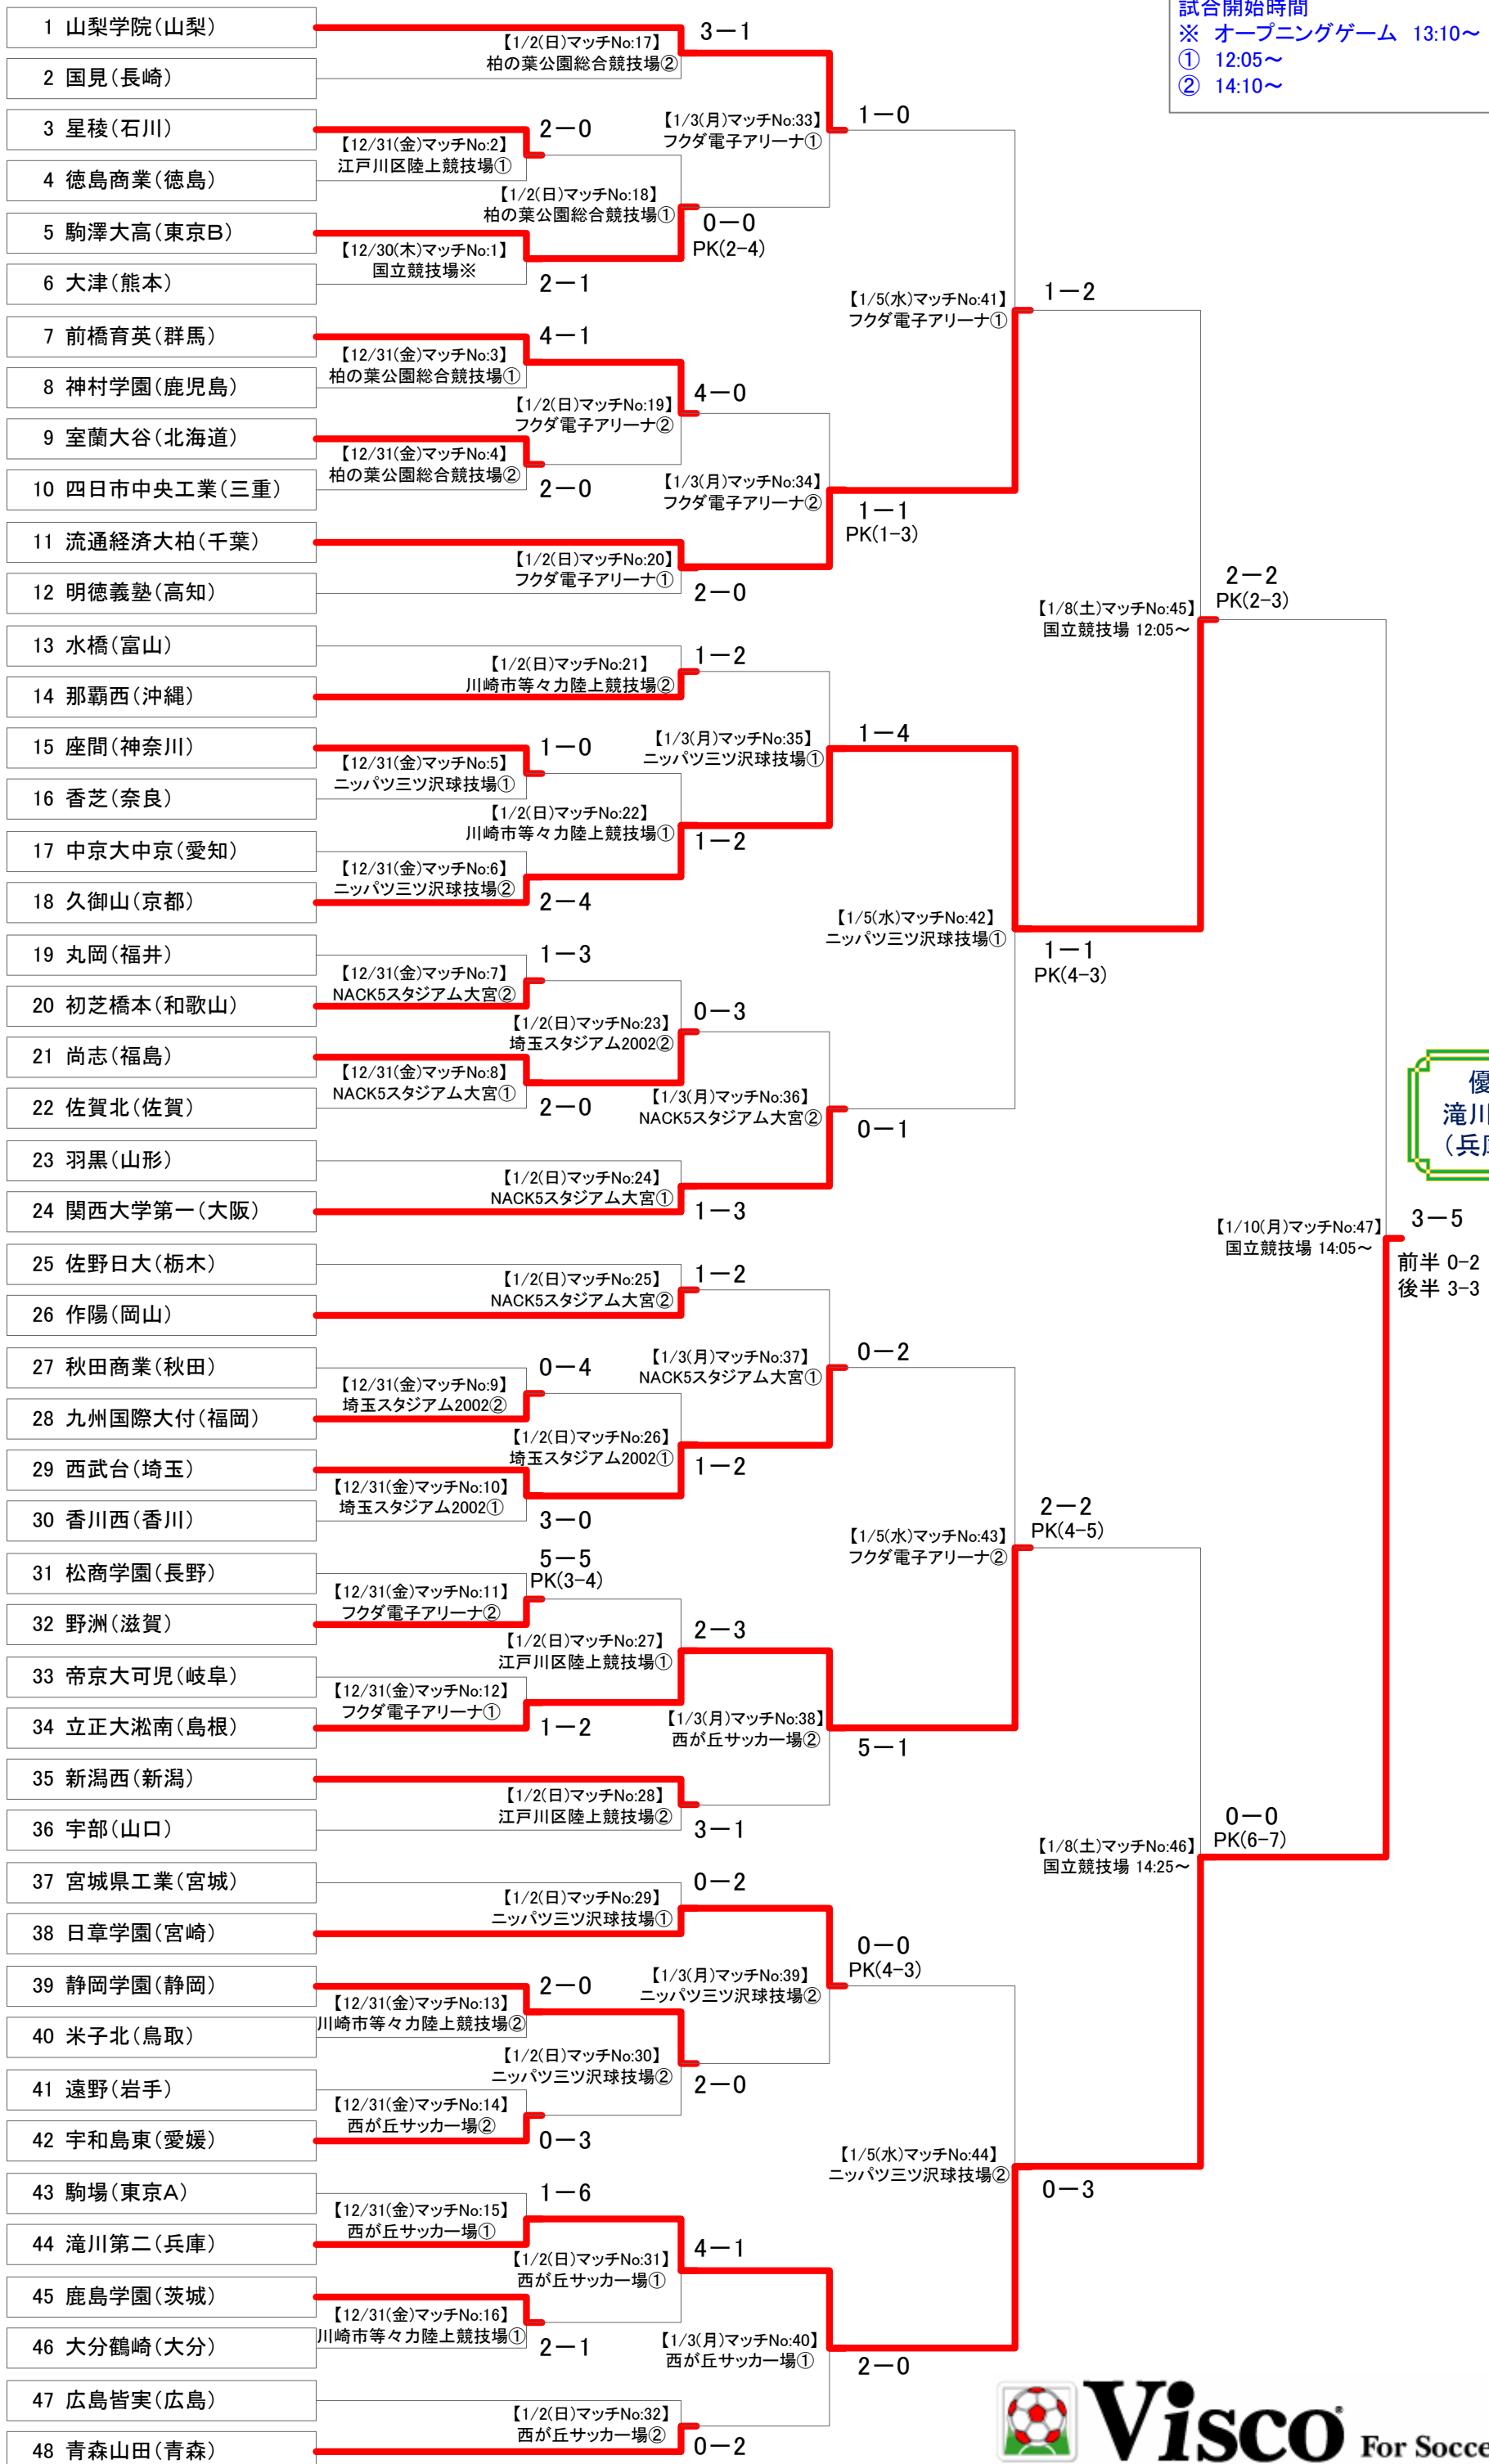 試合開始時間
※ オープニングゲーム 13:10～
① 12:05～
② 14:10～
1 山梨学院(山梨)
2 国見(長崎)
3 星稜(石川)
4 徳島商業(徳島)
5 駒澤大高(東京B)
6 大津(熊本)
7 前橋育英(群馬)
8 神村学園(鹿児島)
9 室蘭大谷(北海道)
10 四日市中央工業(三重)
11 流通経済大柏(千葉)
12 明徳義塾(高知)
13 水橋(富山)
14 那覇西(沖縄)
15 座間(神奈川)
16 香芝(奈良)
17 中京大中京(愛知)
18 久御山(京都)
19 丸岡(福井)
20 初芝橋本(和歌山)
21 尚志(福島)
22 佐賀北(佐賀)
23 羽黒(山形)
24 関西大学第一(大阪)
25 佐野日大(栃木)
26 作陽(岡山)
27 秋田商業(秋田)
28 九州国際大付(福岡)
29 西武台(埼玉)
30 香川西(香川)
31 松商学園(長野)
32 野洲(滋賀)
33 帝京大可児(岐阜)
34 立正大淞南(島根)
35 新潟西(新潟)
36 宇部(山口)
37 宮城県工業(宮城)
38 日章学園(宮崎)
39 静岡学園(静岡)
40 米子北(鳥取)
41 遠野(岩手)
42 宇和島東(愛媛)
43 駒場(東京A)
44 滝川第二(兵庫)
45 鹿島学園(茨城)
46 大分鶴崎(大分)
47 広島皆実(広島)
48 青森山田(青森)
【12/31(金)マッチNo:2】
江戸川区陸上競技場①
2－0
【12/30(木)マッチNo:1】
国立競技場※
2－1
【12/31(金)マッチNo:3】
柏の葉公園総合競技場①
4－1
【12/31(金)マッチNo:4】
柏の葉公園総合競技場②
2－0
【12/31(金)マッチNo:5】
ニッパツ三ツ沢球技場①
1－0
【12/31(金)マッチNo:6】
ニッパツ三ツ沢球技場②
2－4
【12/31(金)マッチNo:7】
NACK5スタジアム大宮②
1－3
【12/31(金)マッチNo:8】
NACK5スタジアム大宮①
2－0
【12/31(金)マッチNo:9】
埼玉スタジアム2002②
0－4
【12/31(金)マッチNo:10】
埼玉スタジアム2002①
3－0
【12/31(金)マッチNo:11】
フクダ電子アリーナ②
5－5
PK(3-4)
【12/31(金)マッチNo:12】
フクダ電子アリーナ①
1－2
【12/31(金)マッチNo:13】
川崎市等々力陸上競技場②
2－0
【12/31(金)マッチNo:14】
西が丘サッカー場②
0－3
【12/31(金)マッチNo:15】
西が丘サッカー場①
1－6
【12/31(金)マッチNo:16】
川崎市等々力陸上競技場①
2－1
【1/2(日)マッチNo:17】
柏の葉公園総合競技場②
3－1
【1/2(日)マッチNo:18】
柏の葉公園総合競技場①
0－0
PK(2-4)
【1/2(日)マッチNo:19】
フクダ電子アリーナ②
4－0
【1/2(日)マッチNo:20】
フクダ電子アリーナ①
2－0
【1/2(日)マッチNo:21】
川崎市等々力陸上競技場②
1－2
【1/2(日)マッチNo:22】
川崎市等々力陸上競技場①
1－2
【1/2(日)マッチNo:23】
埼玉スタジアム2002②
0－3
【1/2(日)マッチNo:24】
NACK5スタジアム大宮①
1－3
【1/2(日)マッチNo:25】
NACK5スタジアム大宮②
1－2
【1/2(日)マッチNo:26】
埼玉スタジアム2002①
1－2
【1/2(日)マッチNo:27】
江戸川区陸上競技場①
2－3
【1/2(日)マッチNo:28】
江戸川区陸上競技場②
3－1
【1/2(日)マッチNo:29】
ニッパツ三ツ沢球技場①
0－2
【1/2(日)マッチNo:30】
ニッパツ三ツ沢球技場②
2－0
【1/2(日)マッチNo:31】
西が丘サッカー場①
4－1
【1/2(日)マッチNo:32】
西が丘サッカー場②
0－2
【1/3(月)マッチNo:33】
フクダ電子アリーナ①
1－0
【1/3(月)マッチNo:34】
フクダ電子アリーナ②
1－1
PK(1-3)
【1/3(月)マッチNo:35】
ニッパツ三ツ沢球技場①
1－4
【1/3(月)マッチNo:36】
NACK5スタジアム大宮②
0－1
【1/3(月)マッチNo:37】
NACK5スタジアム大宮①
0－2
【1/3(月)マッチNo:38】
西が丘サッカー場②
5－1
【1/3(月)マッチNo:39】
ニッパツ三ツ沢球技場②
0－0
PK(4-3)
【1/3(月)マッチNo:40】
西が丘サッカー場①
2－0
【1/5(水)マッチNo:41】
フクダ電子アリーナ①
1－2
【1/5(水)マッチNo:42】
ニッパツ三ツ沢球技場①
1－1
PK(4-3)
【1/5(水)マッチNo:43】
フクダ電子アリーナ②
2－2
PK(4-5)
【1/5(水)マッチNo:44】
ニッパツ三ツ沢球技場②
0－3
【1/8(土)マッチNo:45】
国立競技場 12:05～
2－2
PK(2-3)
【1/8(土)マッチNo:46】
国立競技場 14:25～
0－0
PK(6-7)
【1/10(月)マッチNo:47】
国立競技場 14:05～
3－5
前半 0-2
後半 3-3
優
滝川
(兵庫
Visco For Socce